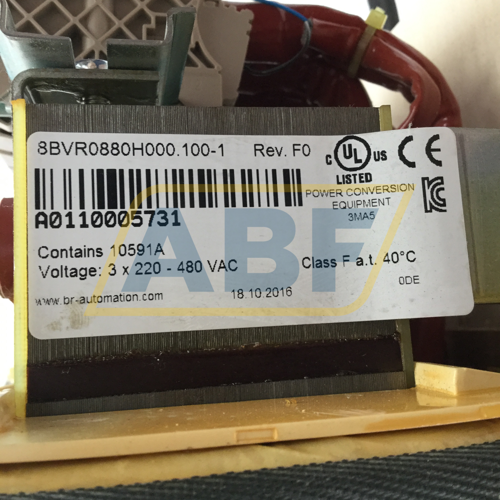 8BVR0880H000.100-1 Rev. F0
C UL US CE
LISTED
POWER CONVERSION
EQUIPMENT
3MA5
A0110005731
Contains 10591A
Voltage: 3 x 220 - 480 VAC Class F a.t. 40°C
www.br-automation.com 18.10.2016 0DE
ABF